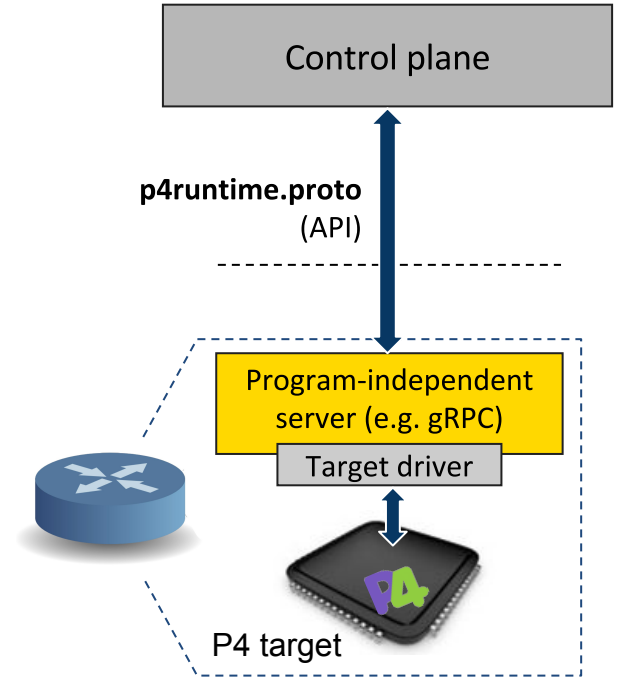 Control plane
p4runtime.proto
(API)
Program-independent
server (e.g. gRPC)
Target driver
P4
P4 target